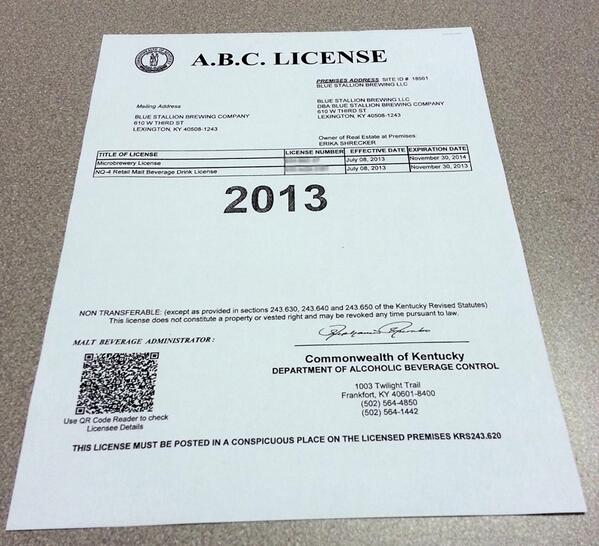 A.B.C. LICENSE
PREMISES ADDRESS SITE ID # 18561
BLUE STALLION BREWING LLC
Mailing Address
BLUE STALLION BREWING COMPANY
610 W THIRD ST
LEXINGTON, KY 40508-1243
BLUE STALLION BREWING LLC
DBA BLUE STALLION BREWING COMPANY
610 W THIRD ST
LEXINGTON, KY 40508-1243
Owner of Real Estate at Premises:
ERIKA SHRECKER
TITLE OF LICENSE LICENSE NUMBER EFFECTIVE DATE EXPIRATION DATE
Microbrewery License July 08, 2013 November 30, 2014
NQ-4 Retail Malt Beverage Drink License July 08, 2013 November 30, 2013
2013
NON TRANSFERABLE: (except as provided in sections 243.630, 243.640 and 243.650 of the Kentucky Revised Statutes)
This license does not constitute a property or vested right and may be revoked any time pursuant to law.
MALT BEVERAGE ADMINISTRATOR :
Commonwealth of Kentucky
DEPARTMENT OF ALCOHOLIC BEVERAGE CONTROL
1003 Twilight Trail
Frankfort, KY 40601-8400
(502) 564-4850
(502) 564-1442
Use QR Code Reader to check
Licensee Details
THIS LICENSE MUST BE POSTED IN A CONSPICUOUS PLACE ON THE LICENSED PREMISES KRS243.620